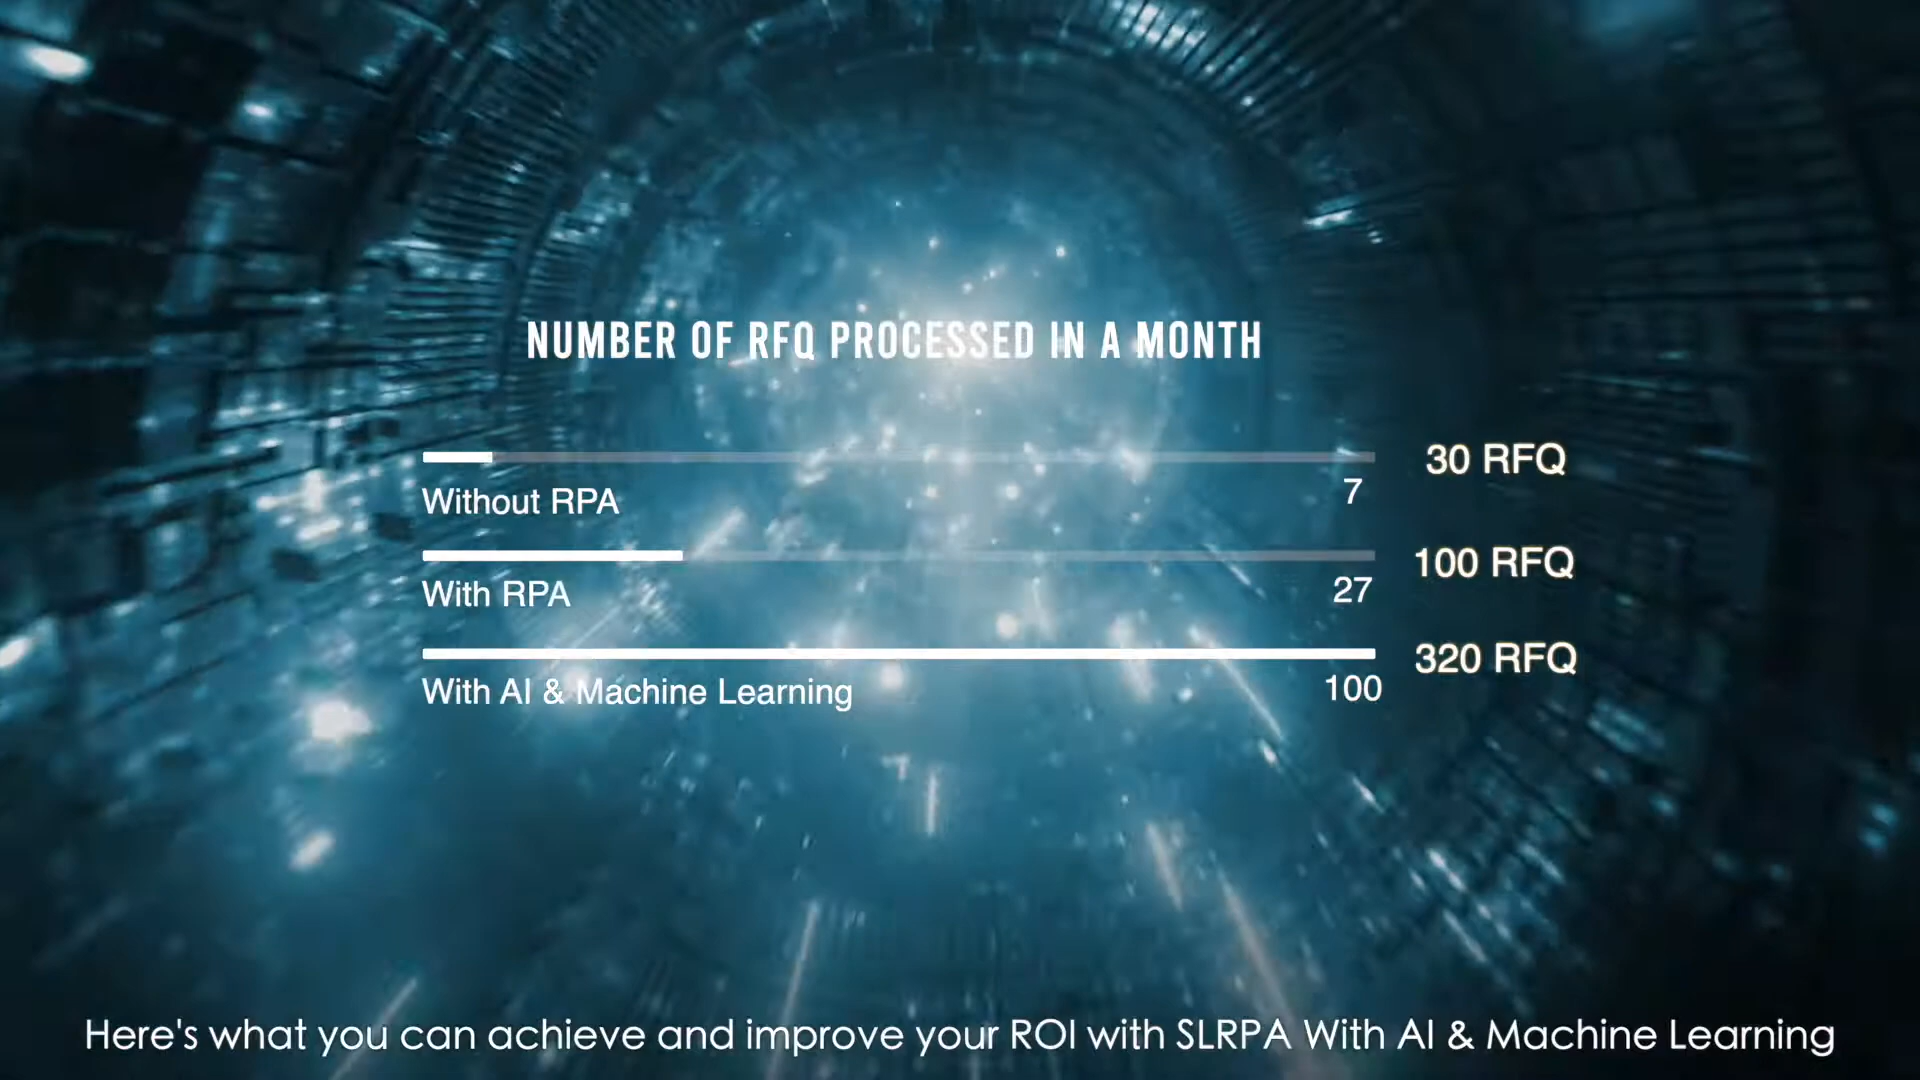 NUMBER OF RFQ PROCESSED IN A MONTH
30 RFQ
Without RPA 7
100 RFQ
With RPA 27
320 RFQ
With AI & Machine Learning 100
Here's what you can achieve and improve your ROI with SLRPA With AI & Machine Learning